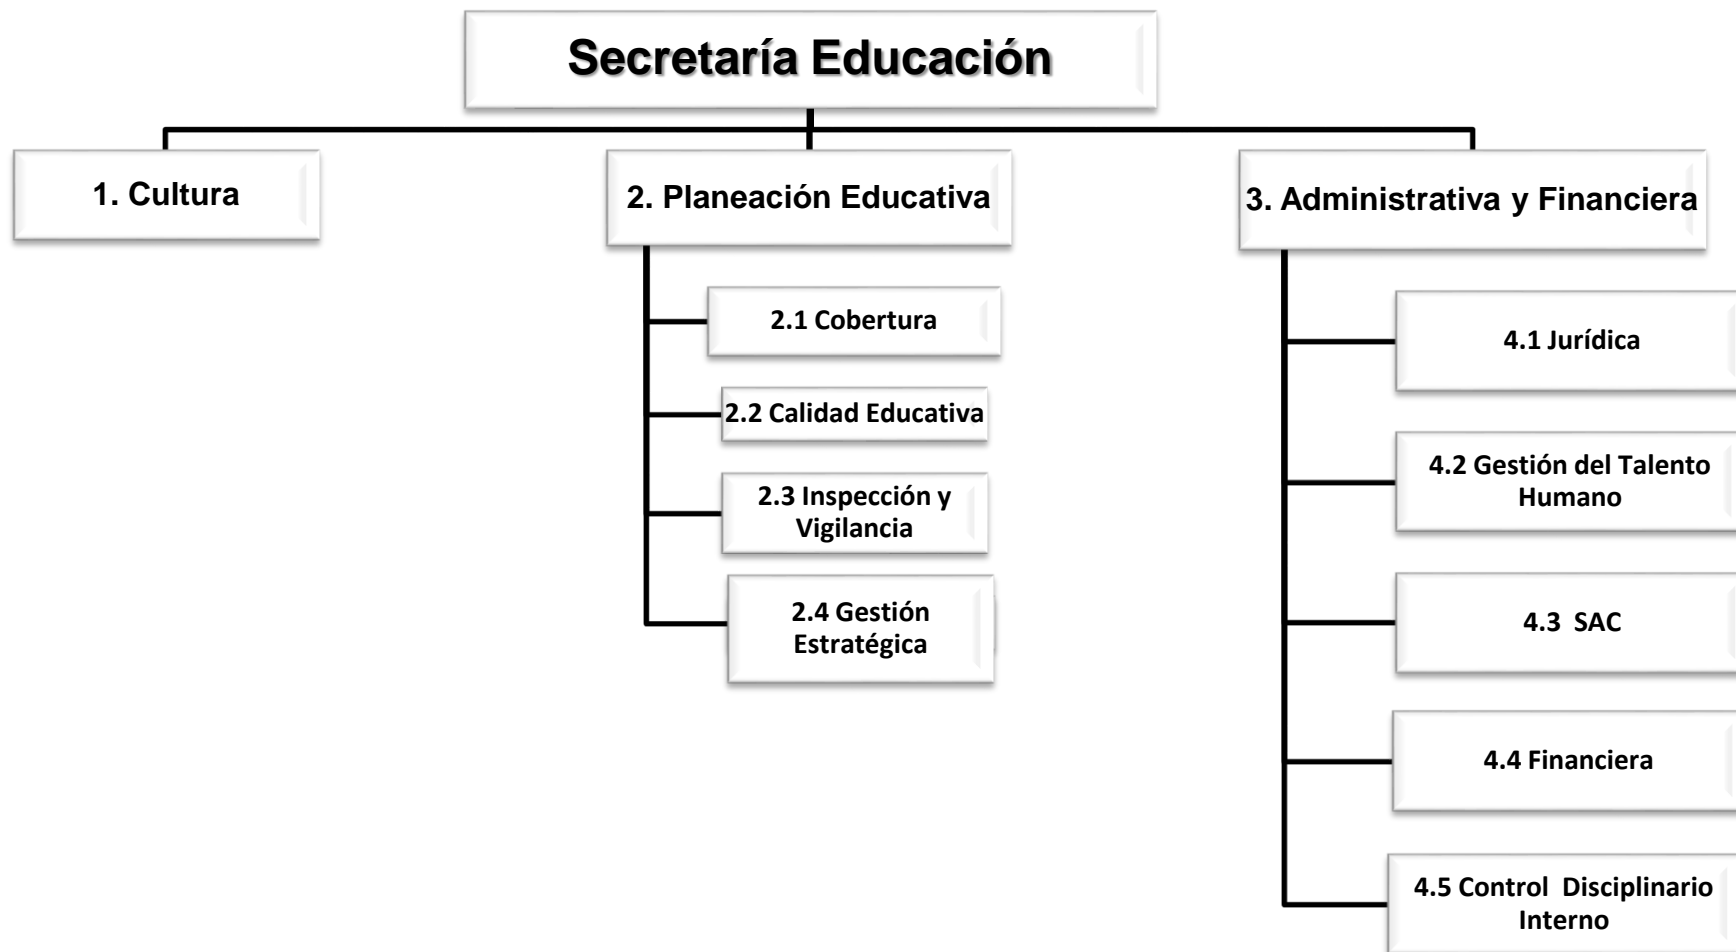 Secretaría Educación
1. Cultura
2. Planeación Educativa
3. Administrativa y Financiera
2.1 Cobertura
2.2 Calidad Educativa
2.3 Inspección y
Vigilancia
2.4 Gestión
Estratégica
4.1 Jurídica
4.2 Gestión del Talento
Humano
4.3  SAC
4.4 Financiera
4.5 Control  Disciplinario
Interno